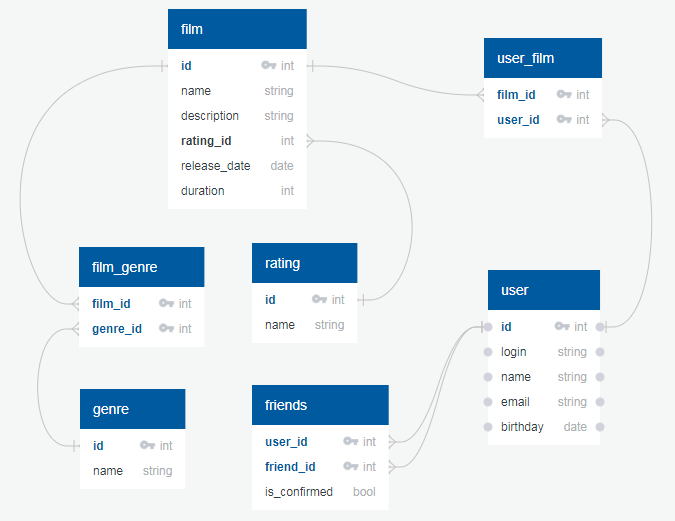 film
id int
name string
description string
rating_id int
release_date date
duration int
user_film
film_id int
user_id int
film_genre
film_id int
genre_id int
rating
id int
name string
user
id int
login string
name string
email string
birthday date
genre
id int
name string
friends
user_id int
friend_id int
is_confirmed bool